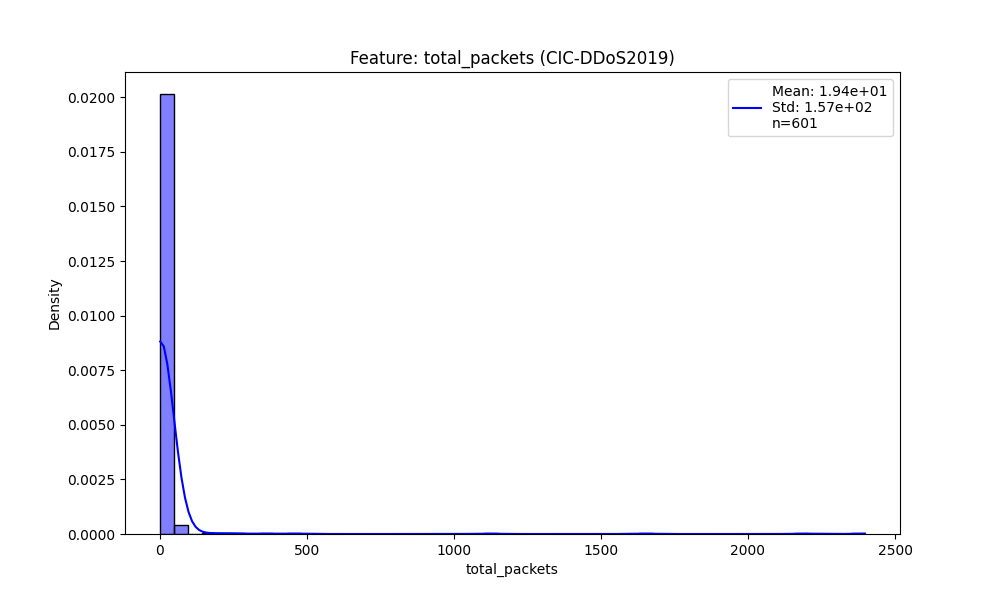 Feature: total_packets (CIC-DDoS2019)
Mean: 1.94e+01
Std: 1.57e+02
n=601
0.0200
0.0175
0.0150
0.0125
0.0100
0.0075
0.0050
0.0025
0.0000
Density
0 500 1000 1500 2000 2500
total_packets